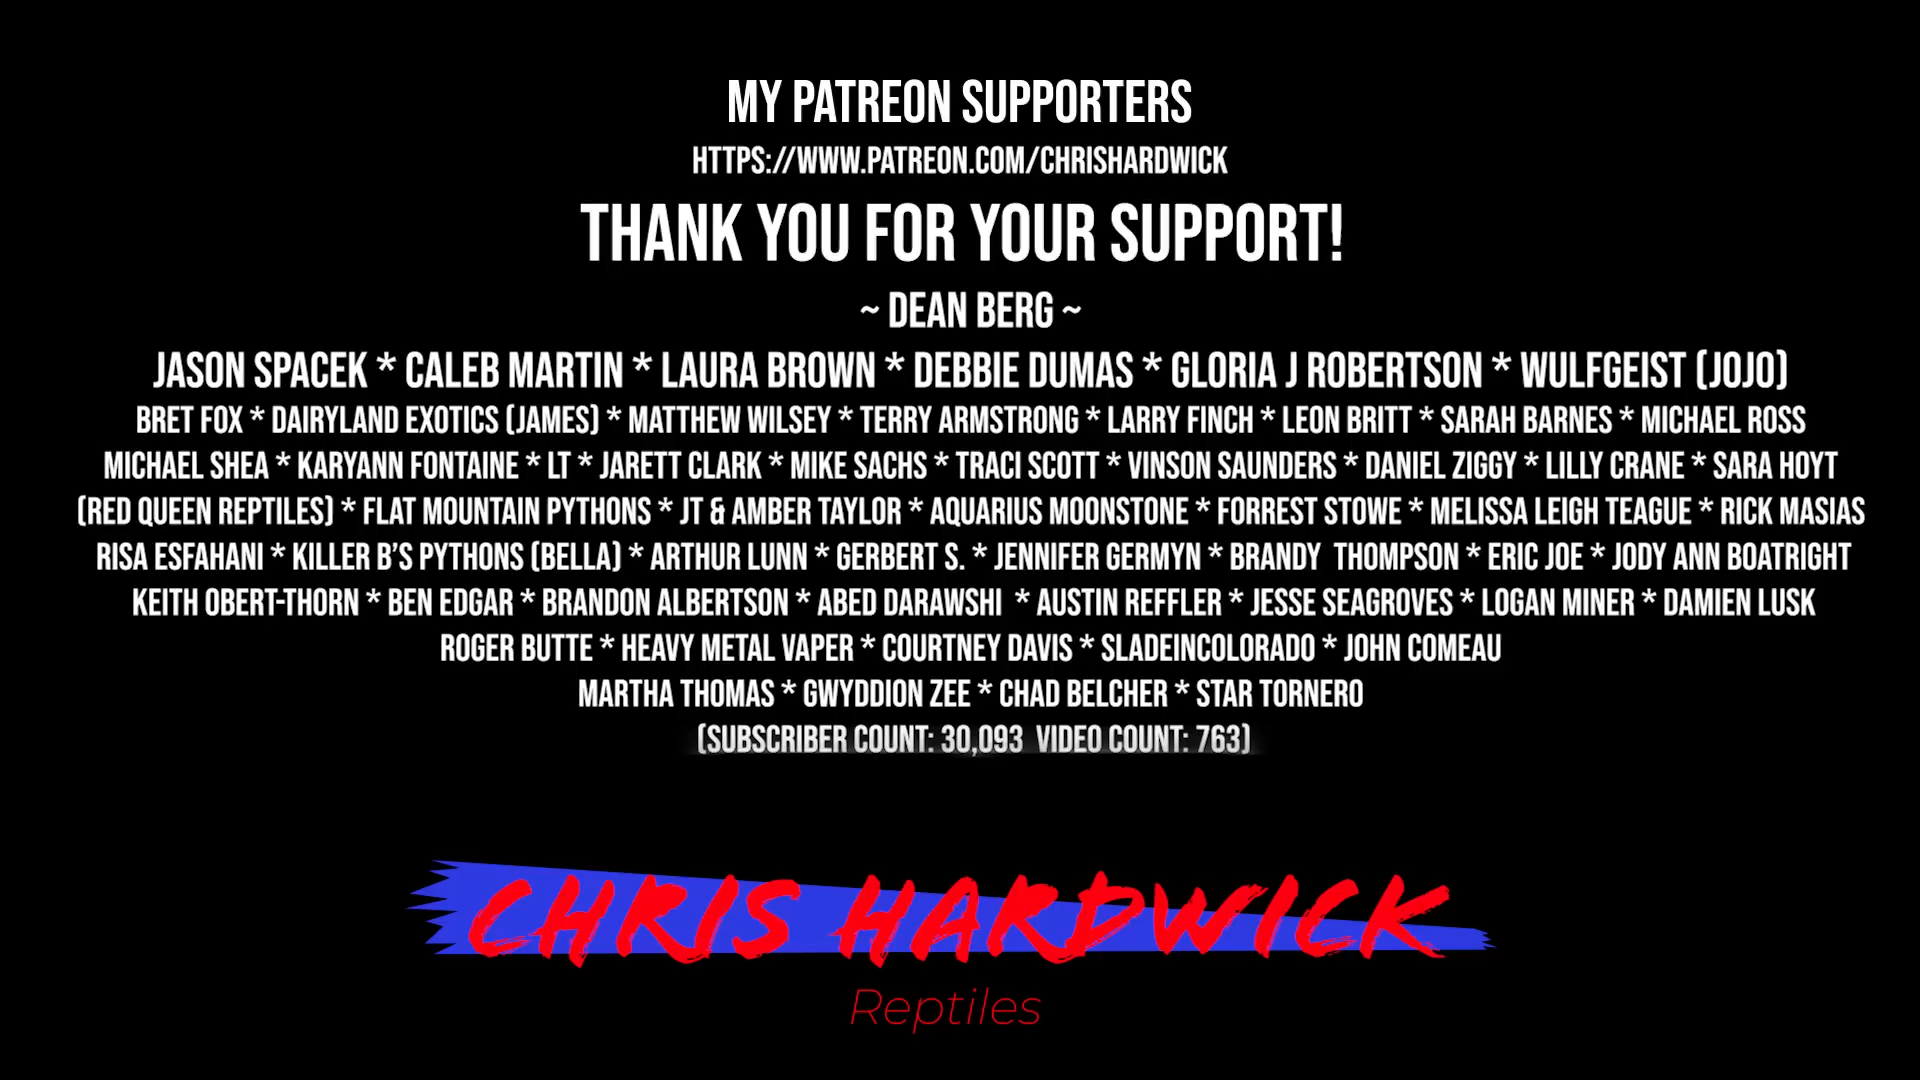 MY PATREON SUPPORTERS
HTTPS://WWW.PATREON.COM/CHRISHARDWICK
THANK YOU FOR YOUR SUPPORT!
~ DEAN BERG ~
JASON SPACEK * CALEB MARTIN * LAURA BROWN * DEBBIE DUMAS * GLORIA J ROBERTSON * WULFGEIST (JOJO)
BRET FOX * DAIRYLAND EXOTICS (JAMES) * MATTHEW WILSEY * TERRY ARMSTRONG * LARRY FINCH * LEON BRITT * SARAH BARNES * MICHAEL ROSS
MICHAEL SHEA * KARYANN FONTAINE * LT * JARETT CLARK * MIKE SACHS * TRACI SCOTT * VINSON SAUNDERS * DANIEL ZIGGY * LILLY CRANE * SARA HOYT
(RED QUEEN REPTILES) * FLAT MOUNTAIN PYTHONS * JT & AMBER TAYLOR * AQUARIUS MOONSTONE * FORREST STOWE * MELISSA LEIGH TEAGUE * RICK MASIAS
RISA ESFAHANI * KILLER B'S PYTHONS (BELLA) * ARTHUR LUNN * GERBERT S. * JENNIFER GERMYN * BRANDY  THOMPSON * ERIC JOE * JODY ANN BOATRIGHT
KEITH OBERT-THORN * BEN EDGAR * BRANDON ALBERTSON * ABED DARAWSHI  * AUSTIN REFFLER * JESSE SEAGROVES * LOGAN MINER * DAMIEN LUSK
ROGER BUTTE * HEAVY METAL VAPER * COURTNEY DAVIS * SLADEINCOLORADO * JOHN COMEAU
MARTHA THOMAS * GWYDDION ZEE * CHAD BELCHER * STAR TORNERO
(SUBSCRIBER COUNT: 30,093  VIDEO COUNT: 763)
CHRIS HARDWICK
Reptiles